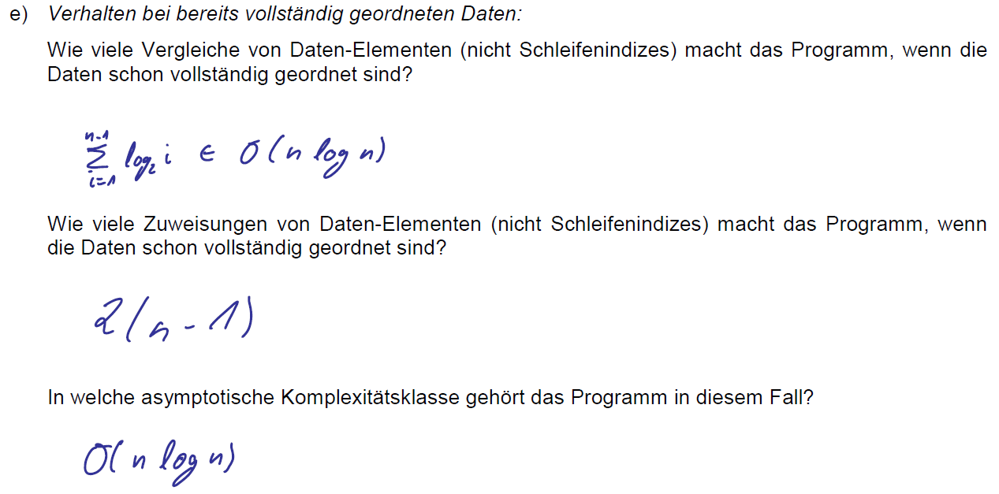 e) Verhalten bei bereits vollständig geordneten Daten:
Wie viele Vergleiche von Daten-Elementen (nicht Schleifenindizes) macht das Programm, wenn die
Daten schon vollständig geordnet sind?
n-1
∑ log₂ i ∈ O(n log n)
i=1
Wie viele Zuweisungen von Daten-Elementen (nicht Schleifenindizes) macht das Programm, wenn
die Daten schon vollständig geordnet sind?
2(n-1)
In welche asymptotische Komplexitätsklasse gehört das Programm in diesem Fall?
O(n log n)